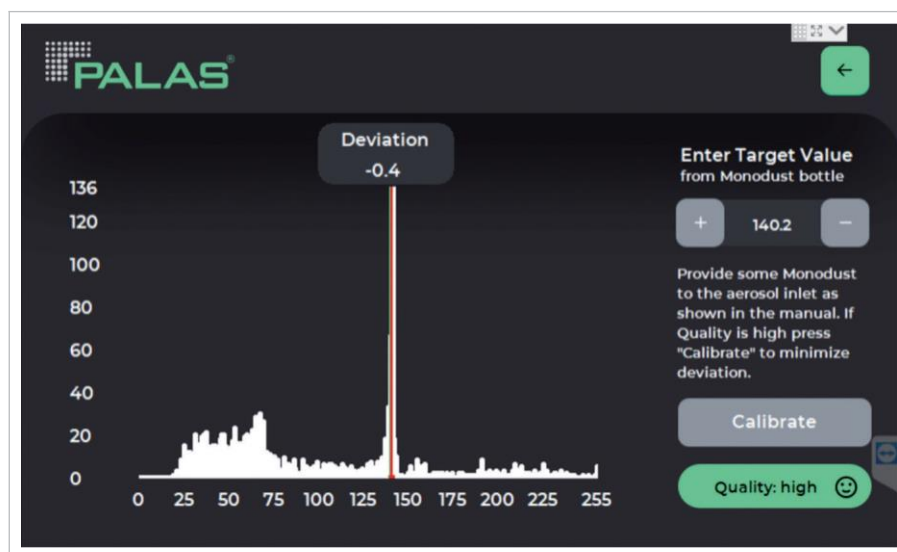 PALAS®
Deviation
-0.4
136
120
100
80
60
40
20
0
0 25 50 75 100 125 150 175 200 225 255
Enter Target Value
from Monodust bottle
+ 140.2 −
Provide some Monodust
to the aerosol inlet as
shown in the manual. If
Quality is high press
"Calibrate" to minimize
deviation.
Calibrate
Quality: high